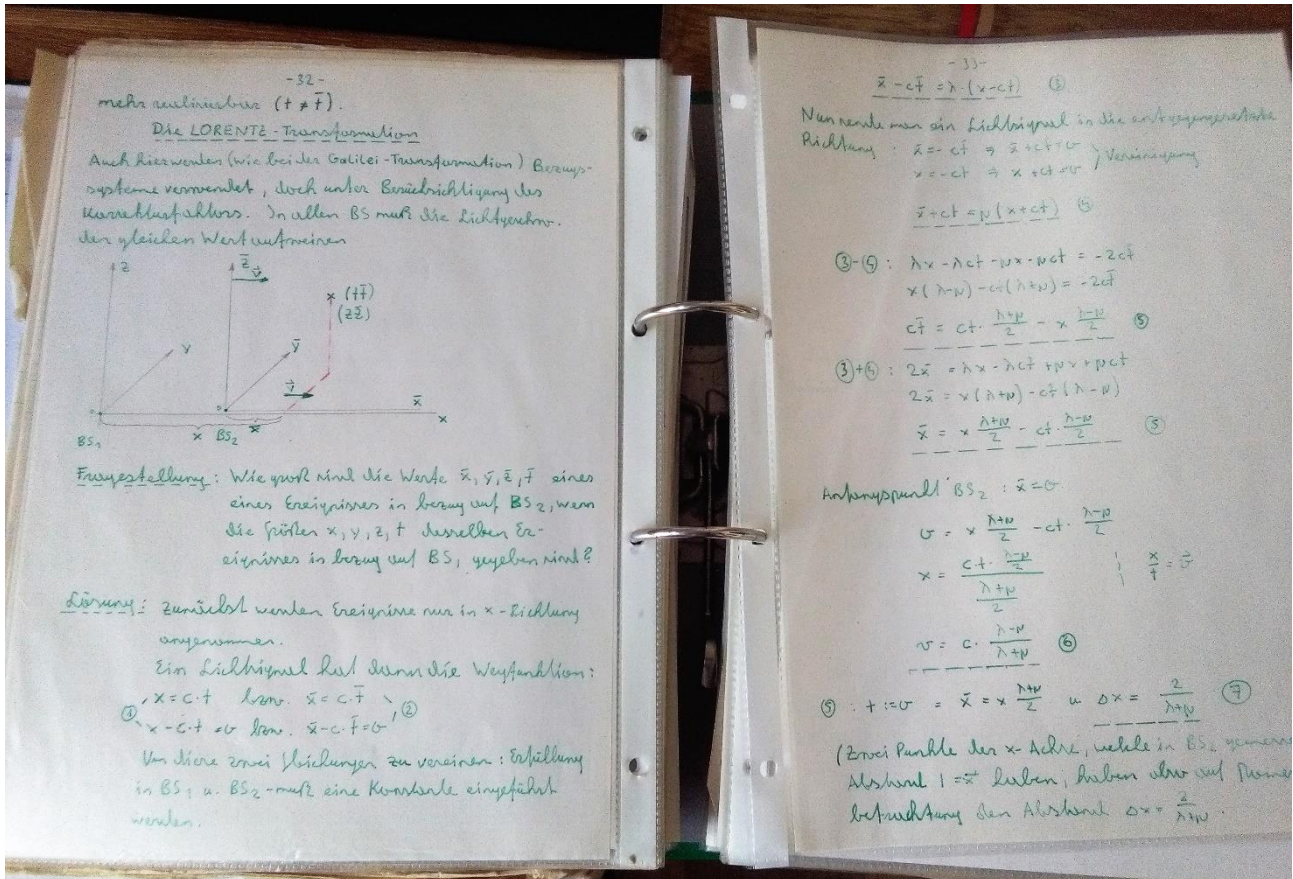 - 32 -
mehr realisierbar (t ≠ t̄).
Die LORENTZ-Transformation
Auch hier werden (wie bei der Galilei-Transformation) Bezugs-
systeme verwendet, doch unter Berücksichtigung des
In allen BS muß die Lichtgeschw.
den gleichen Wert aufweisen
z
z̄
v⃗
x (t t̄)
(z z̄)
y
ȳ
v⃗
x̄
x
x
x̄
BS₁
BS₂
Fragestellung: Wie groß sind die Werte x̄, ȳ, z̄, t̄ eines
eines Ereignisses in bezug auf BS₂, wenn
die Größen x, y, z, t desselben Er-
eignisses in bezug auf BS₁ gegeben sind?
Lösung: Zunächst werden Ereignisse nur in x-Richtung
angenommen.
Ein Lichtsignal hat dann die Wegfunktion:
x = c·t bzw. x̄ = c·t̄
① x - c·t = 0 bzw. x̄ - c·t̄ = 0 ②
Um diese zwei Gleichungen zu vereinen: Erfüllung
in BS₁ u. BS₂ - muß eine Konstante eingeführt
werden.
- 33 -
x̄ - ct̄ = λ·(x-ct) ③
Nun sende man ein Lichtsignal in die entgegengesetzte
Richtung: x̄ = -ct̄ ⇒ x̄ + ct̄ = 0
x = -ct ⇒ x + ct = 0 } Vereinigung
x̄ + ct̄ = μ(x+ct) ④
③-④: λx - λct - μx - μct = -2ct̄
x(λ-μ) - ct(λ+μ) = -2ct̄
ct̄ = ct · (λ+μ)/2 - x (λ-μ)/2 ⑤
③+④: 2x̄ = λx - λct + μx + μct
2x̄ = x(λ+μ) - ct(λ-μ)
x̄ = x (λ+μ)/2 - ct · (λ-μ)/2 ⑤
Anfangspunkt BS₂: x̄ = 0
0 = x (λ+μ)/2 - ct · (λ-μ)/2
x = (ct · (λ-μ)/2) / ((λ+μ)/2) ¦ x/t = v⃗
v = c · (λ-μ)/(λ+μ) ⑥
⑤: t := 0 = x̄ = x (λ+μ)/2 u Δx = 2/(λ+μ) ⑦
(Zwei Punkte der x-Achse, welche in BS₂
Abstand 1 = x̄ haben, haben also auf
betrachtung den Abstand Δx = 2/(λ+μ).